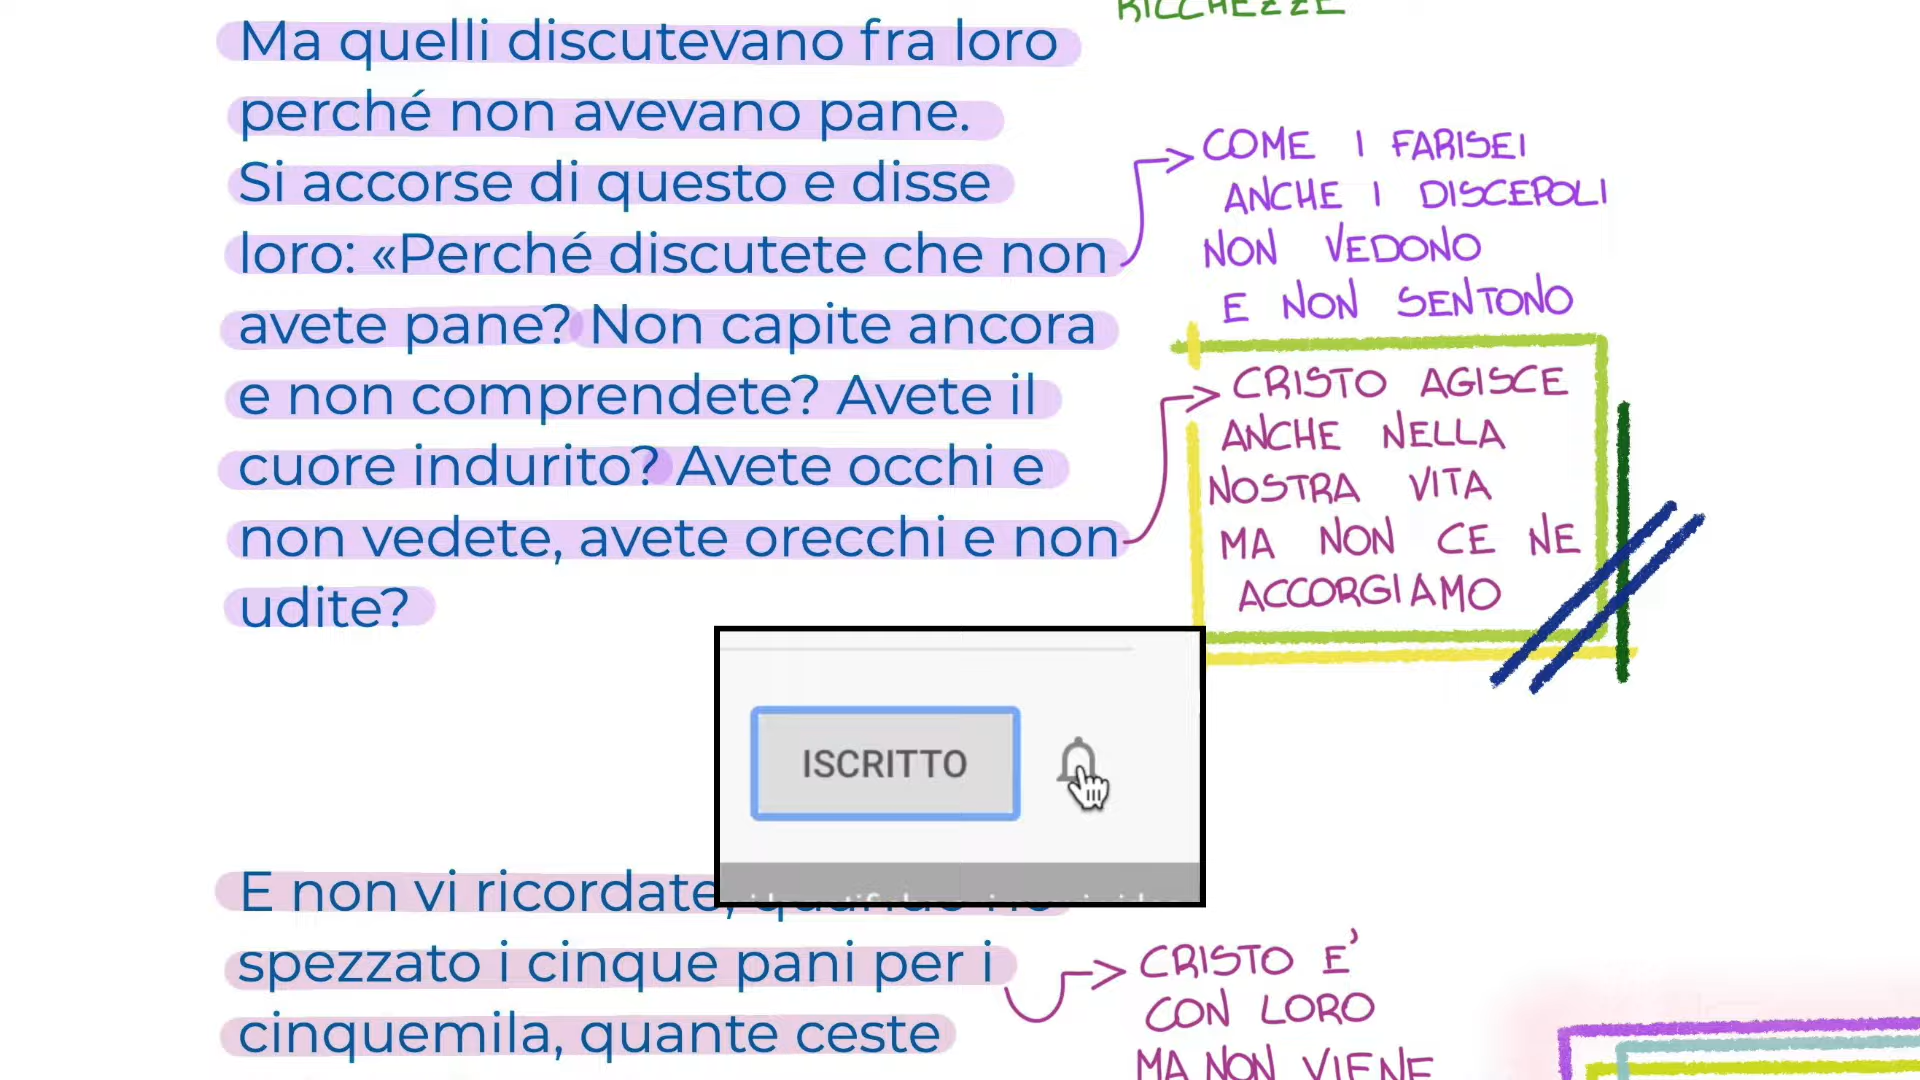 RICCHEZZE
Ma quelli discutevano fra loro
perché non avevano pane.
Si accorse di questo e disse
loro: «Perché discutete che non
avete pane? Non capite ancora
e non comprendete? Avete il
cuore indurito? Avete occhi e
non vedete, avete orecchi e non
udite?
COME I FARISEI
ANCHE I DISCEPOLI
NON VEDONO
E NON SENTONO
CRISTO AGISCE
ANCHE NELLA
NOSTRA VITA
MA NON CE NE
ACCORGIAMO
ISCRITTO
E non vi ricordate,
spezzato i cinque pani per i
cinquemila, quante ceste
CRISTO E'
CON LORO
MA NON VIENE